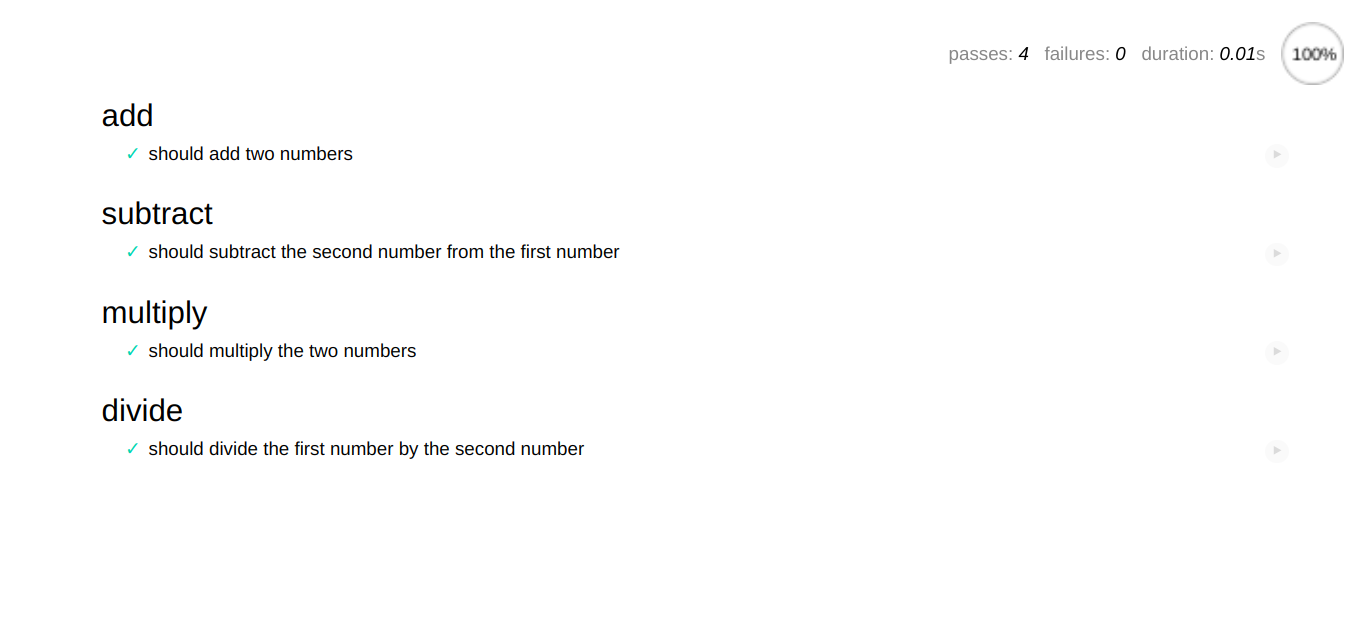 passes: 4 failures: 0 duration: 0.01s 100%
add
✓ should add two numbers
subtract
✓ should subtract the second number from the first number
multiply
✓ should multiply the two numbers
divide
✓ should divide the first number by the second number